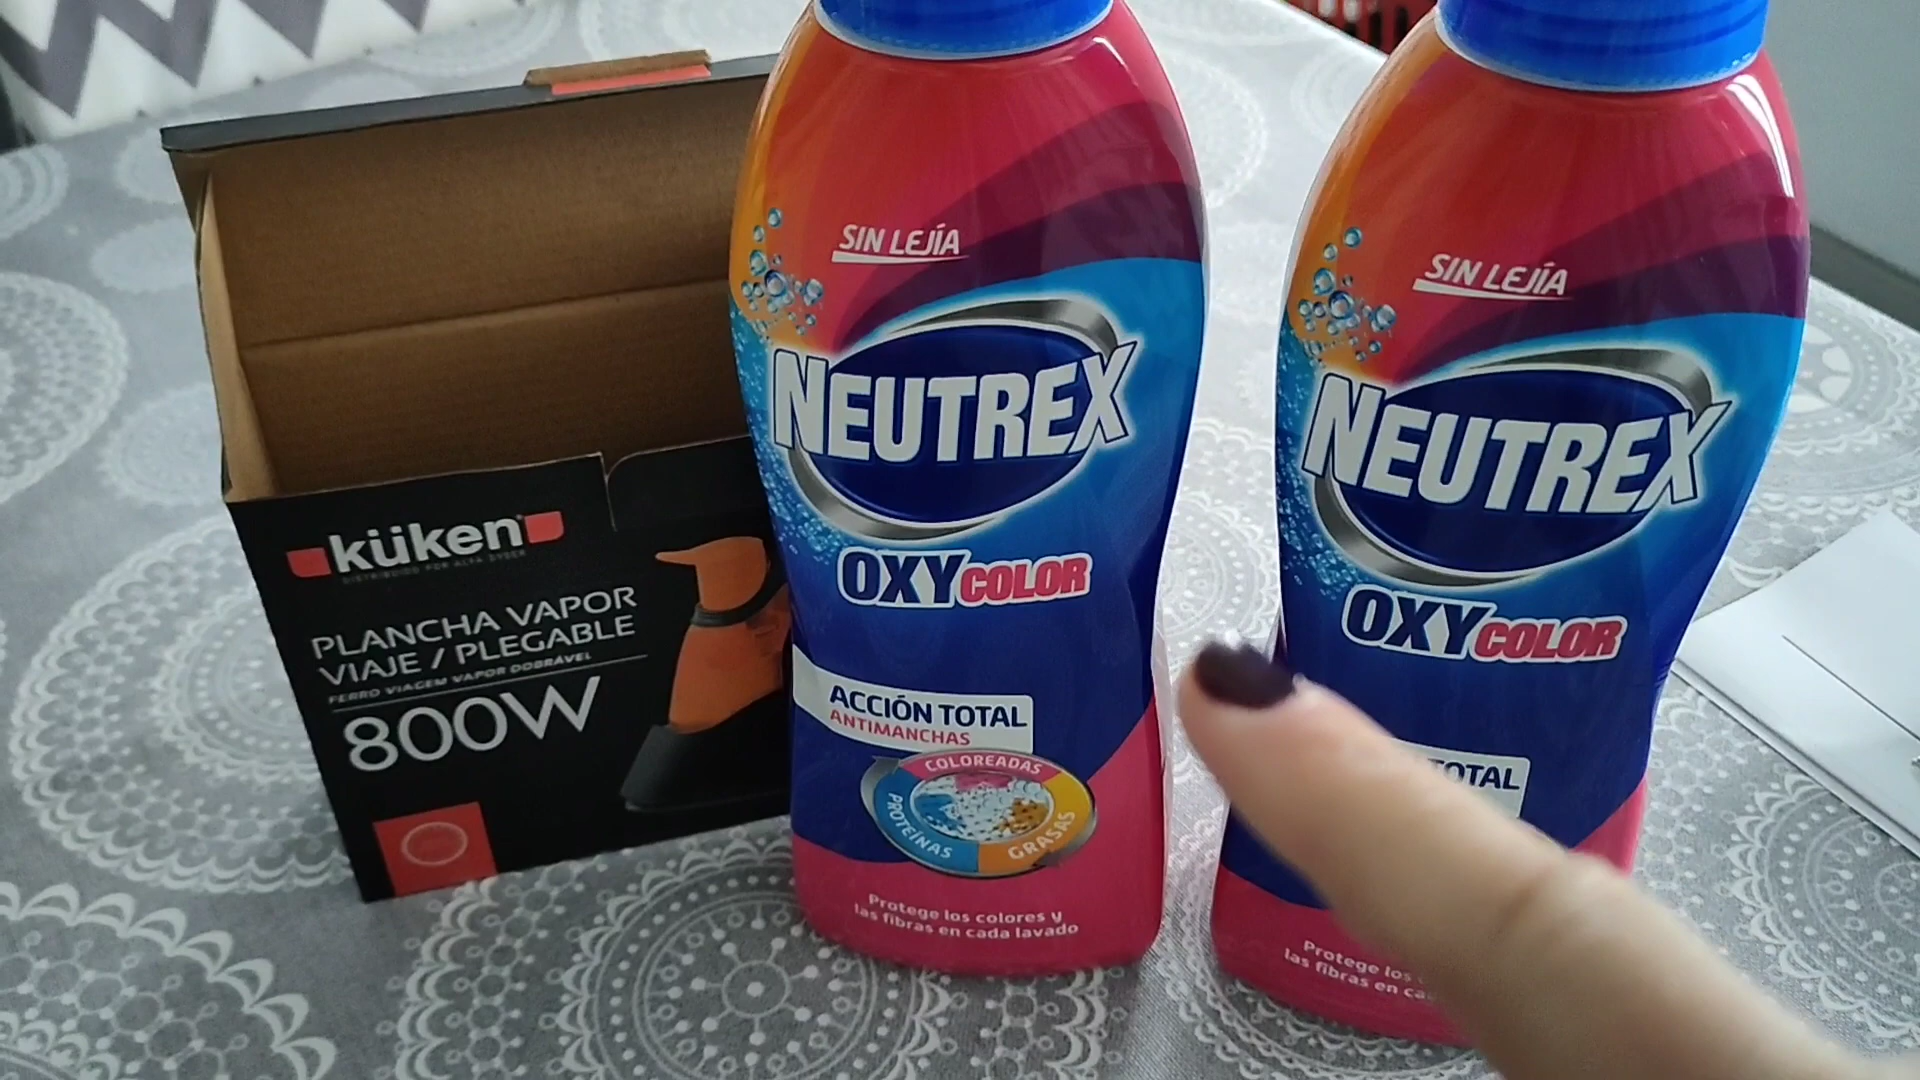 küken
DISTRIBUIDO POR ALFA DYSER
PLANCHA VAPOR
VIAJE / PLEGABLE
FERRO VIAGEM VAPOR DOBRÁVEL
800W
SIN LEJÍA
NEUTREX
OXY COLOR
ACCIÓN TOTAL
ANTIMANCHAS
COLOREADAS
PROTEÍNAS
GRASAS
Protege los colores y
las fibras en cada lavado
SIN LEJÍA
NEUTREX
OXY COLOR
TOTAL
Protege los
las fibras en